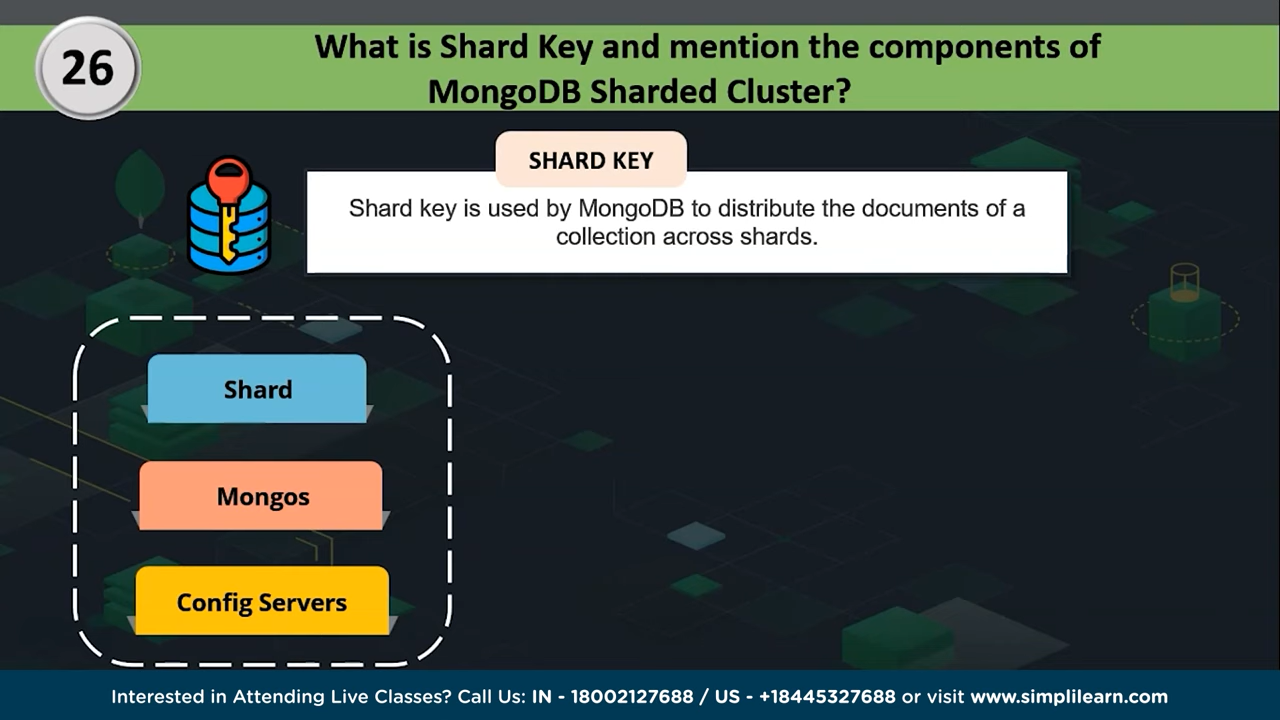 26
What is Shard Key and mention the components of
MongoDB Sharded Cluster?
SHARD KEY
Shard key is used by MongoDB to distribute the documents of a
collection across shards.
Shard
Mongos
Config Servers
Interested in Attending Live Classes? Call Us: IN - 18002127688 / US - +18445327688 or visit www.simplilearn.com